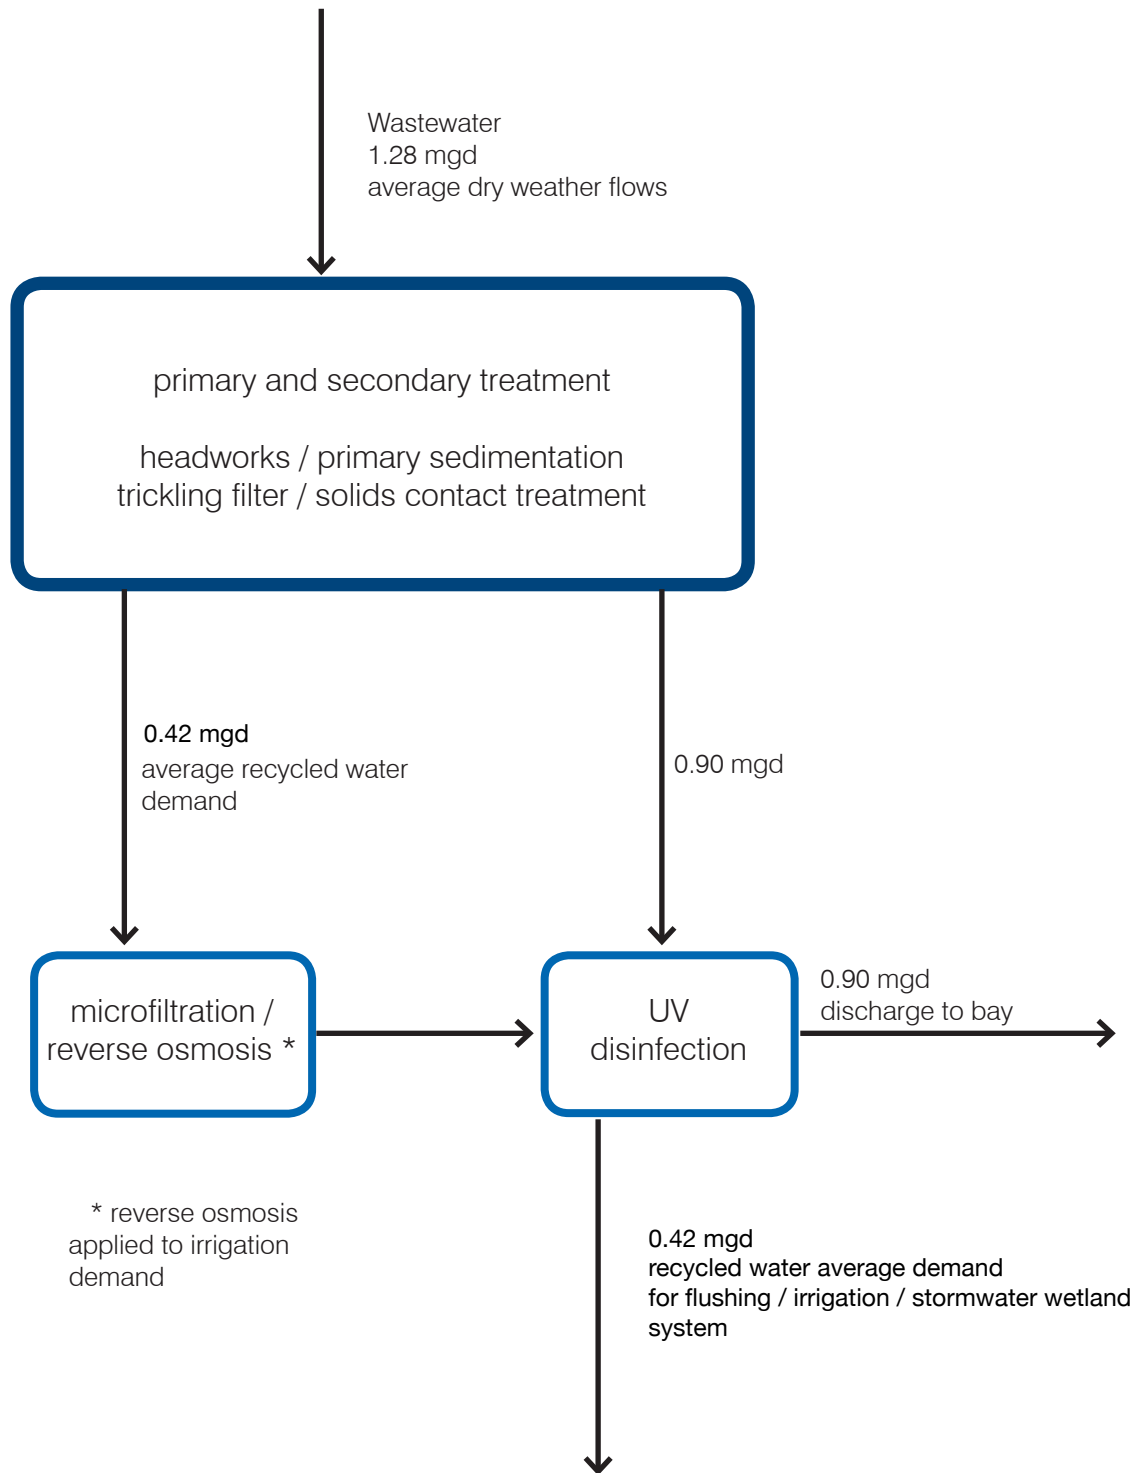 Wastewater
1.28 mgd
average dry weather flows
primary and secondary treatment
headworks / primary sedimentation
trickling filter / solids contact treatment
0.42 mgd
average recycled water
demand
0.90 mgd
microfiltration /
reverse osmosis *
UV
disinfection
0.90 mgd
discharge to bay
* reverse osmosis
applied to irrigation
demand
0.42 mgd
recycled water average demand
for flushing / irrigation / stormwater wetland
system